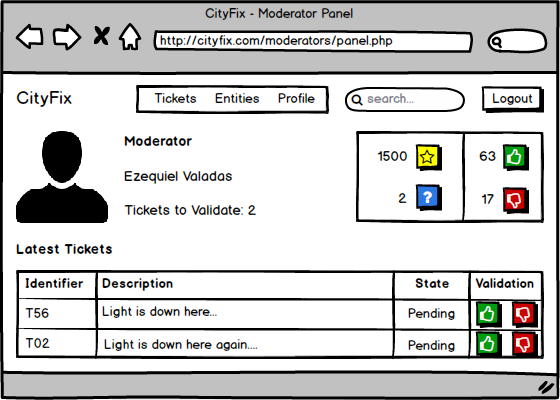 CityFix - Moderator Panel
http://cityfix.com/moderators/panel.php
CityFix Tickets Entities Profile search... Logout
Moderator
1500 63
Ezequiel Valadas
2 ? 17
Tickets to Validate: 2
Latest Tickets
Identifier Description State Validation
T56 Light is down here... Pending
T02 Light is down here again.... Pending